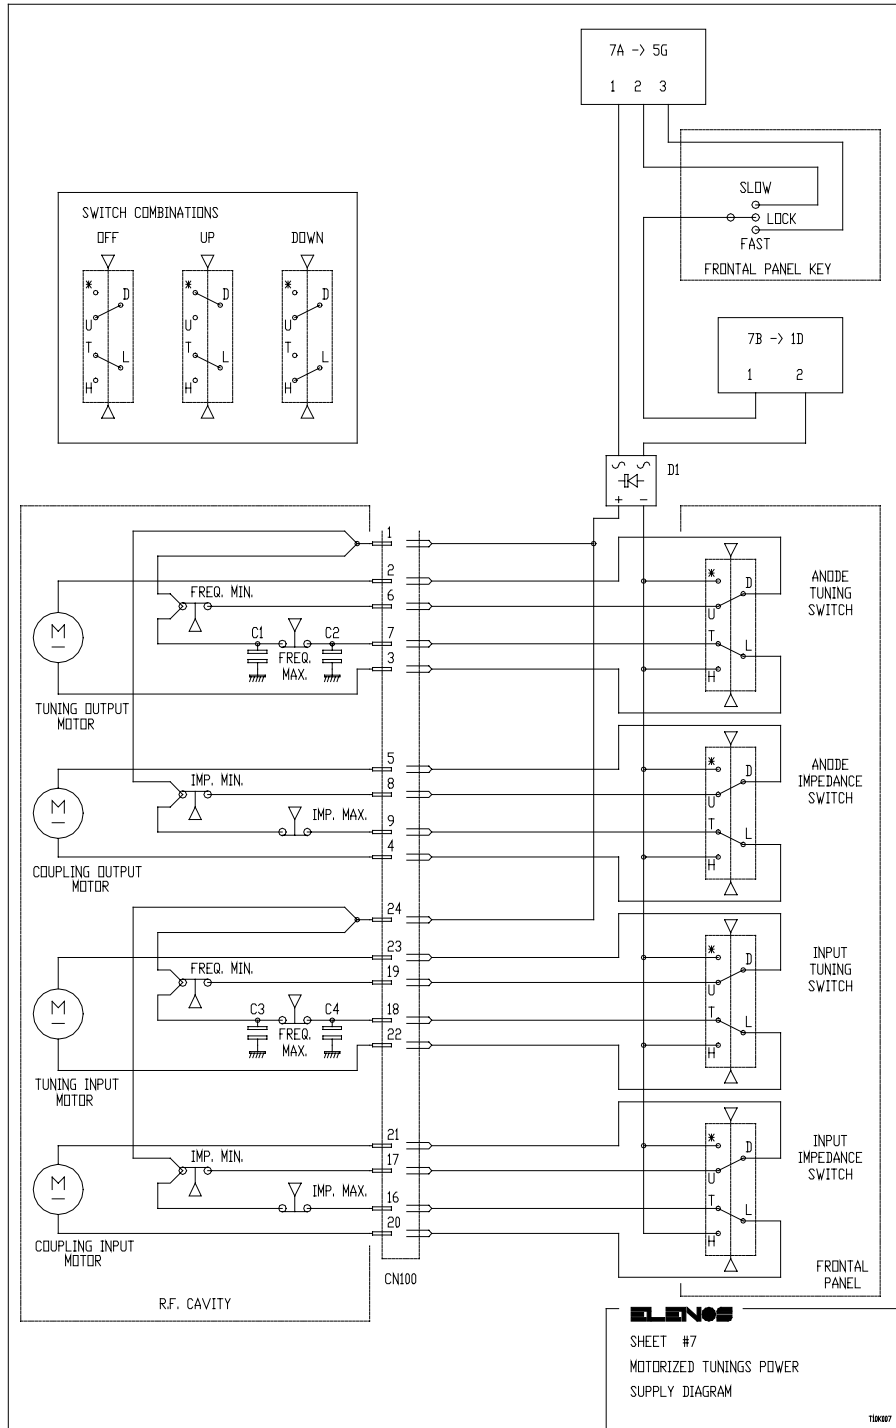 7A -> 5G
1 2 3
SLOW
LOCK
FAST
FRONTAL PANEL KEY
SWITCH COMBINATIONS
OFF UP DOWN
* D
U
T L
H
* D
U
T L
H
* D
U
T L
H
7B -> 1D
1 2
D1
+ -
1
2
FREQ. MIN.
6
C1 C2
7
FREQ.
MAX.
3
M
TUNING OUTPUT
MOTOR
* D
U
T L
H
ANODE
TUNING
SWITCH
5
IMP. MIN.
8
IMP. MAX.
9
4
M
COUPLING OUTPUT
MOTOR
* D
U
T L
H
ANODE
IMPEDANCE
SWITCH
24
23
FREQ. MIN.
19
C3 C4
18
FREQ.
MAX.
22
M
TUNING INPUT
MOTOR
* D
U
T L
H
INPUT
TUNING
SWITCH
21
IMP. MIN.
17
IMP. MAX.
16
20
M
COUPLING INPUT
MOTOR
* D
U
T L
H
INPUT
IMPEDANCE
SWITCH
CN100
R.F. CAVITY
FRONTAL
PANEL
ELENOS
SHEET #7
MOTORIZED TUNINGS POWER
SUPPLY DIAGRAM
T10K007